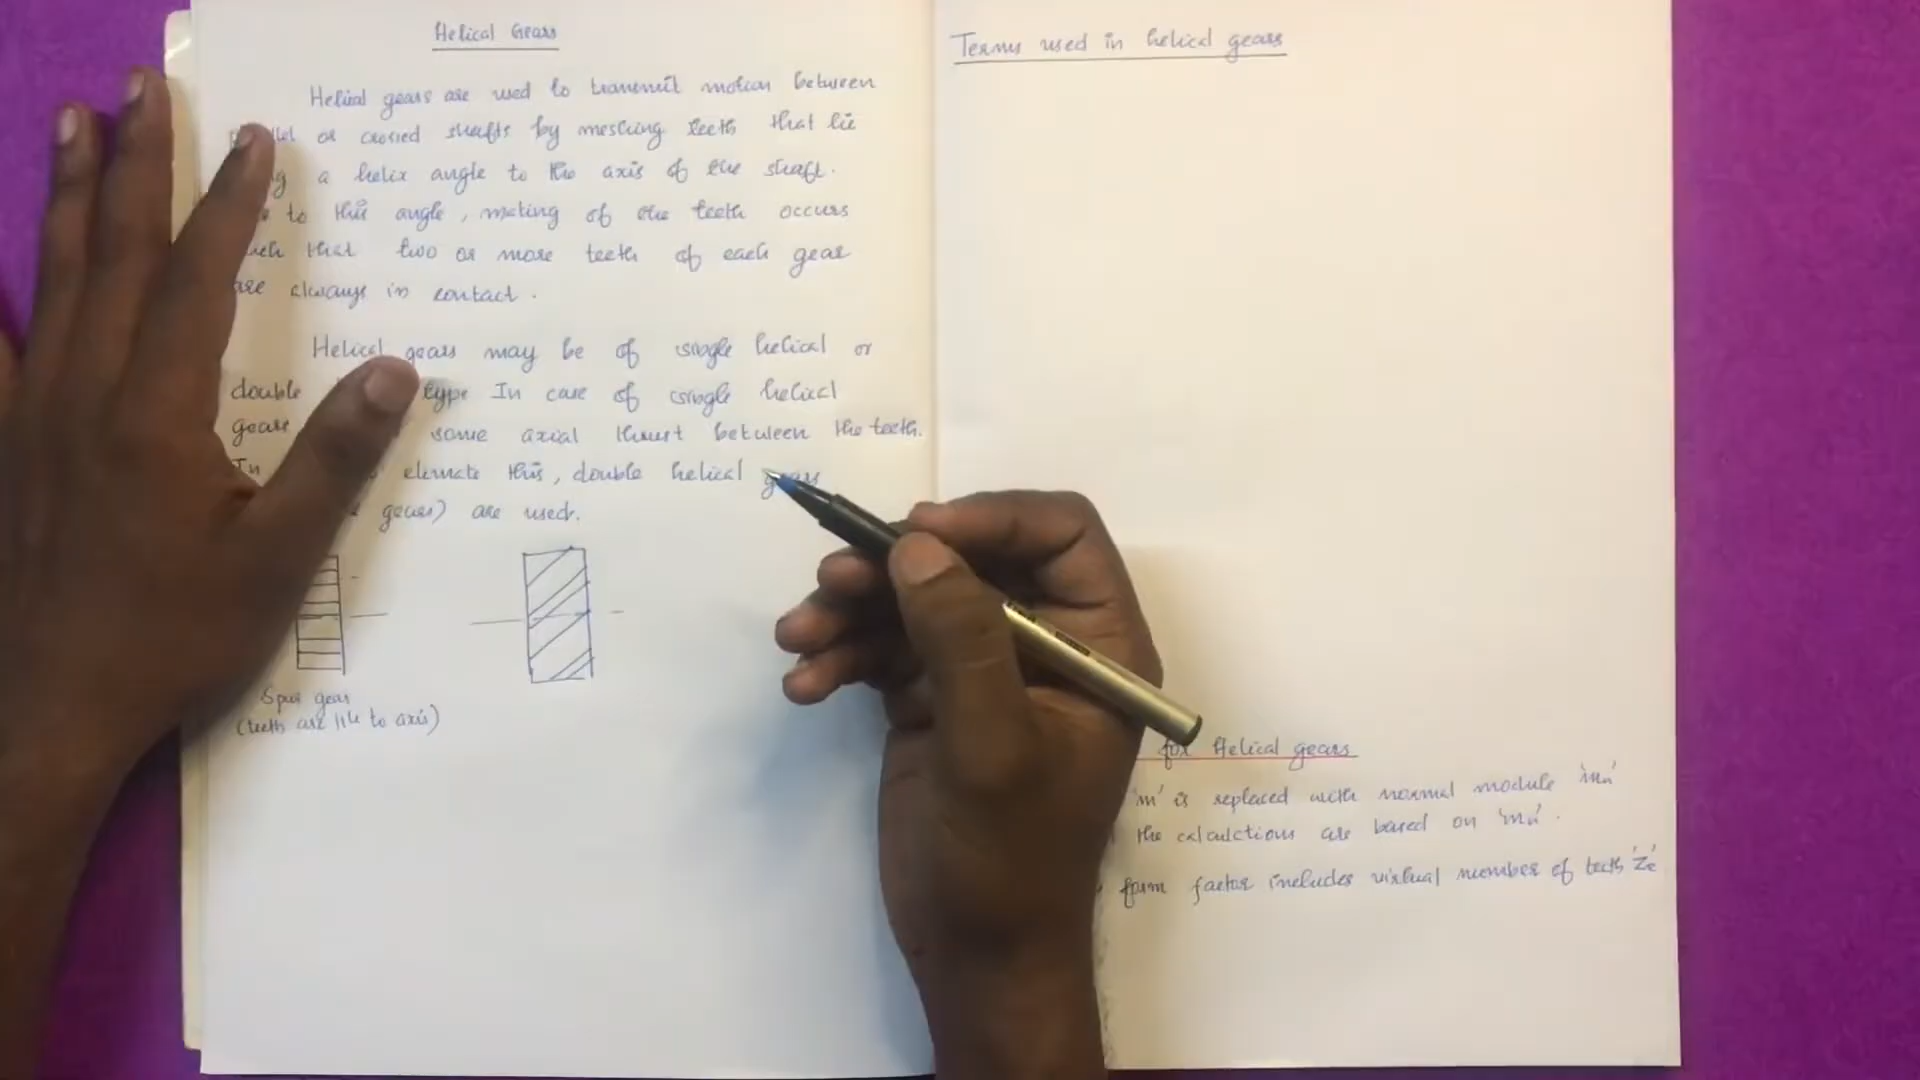 Helical Gears
Helical gears are used to transmit motion between
or crossed shafts by meshing teeth that lie
a helix angle to the axis of the shaft.
to this angle, mating of the teeth occurs
that two or more teeth of each gear
are always in contact.
Helical gears may be of single helical or
double type In case of single helical
gears some axial thrust between the teeth.
In elimate this, double helical gears
gears) are used.
Spur gear
(teeth are ||le to axis)
Terms used in helical gears
for Helical gears
'm' is replaced with normal module 'mn'
the calculations are based on 'mn'.
form factor includes virtual number of teeth 'Ze'